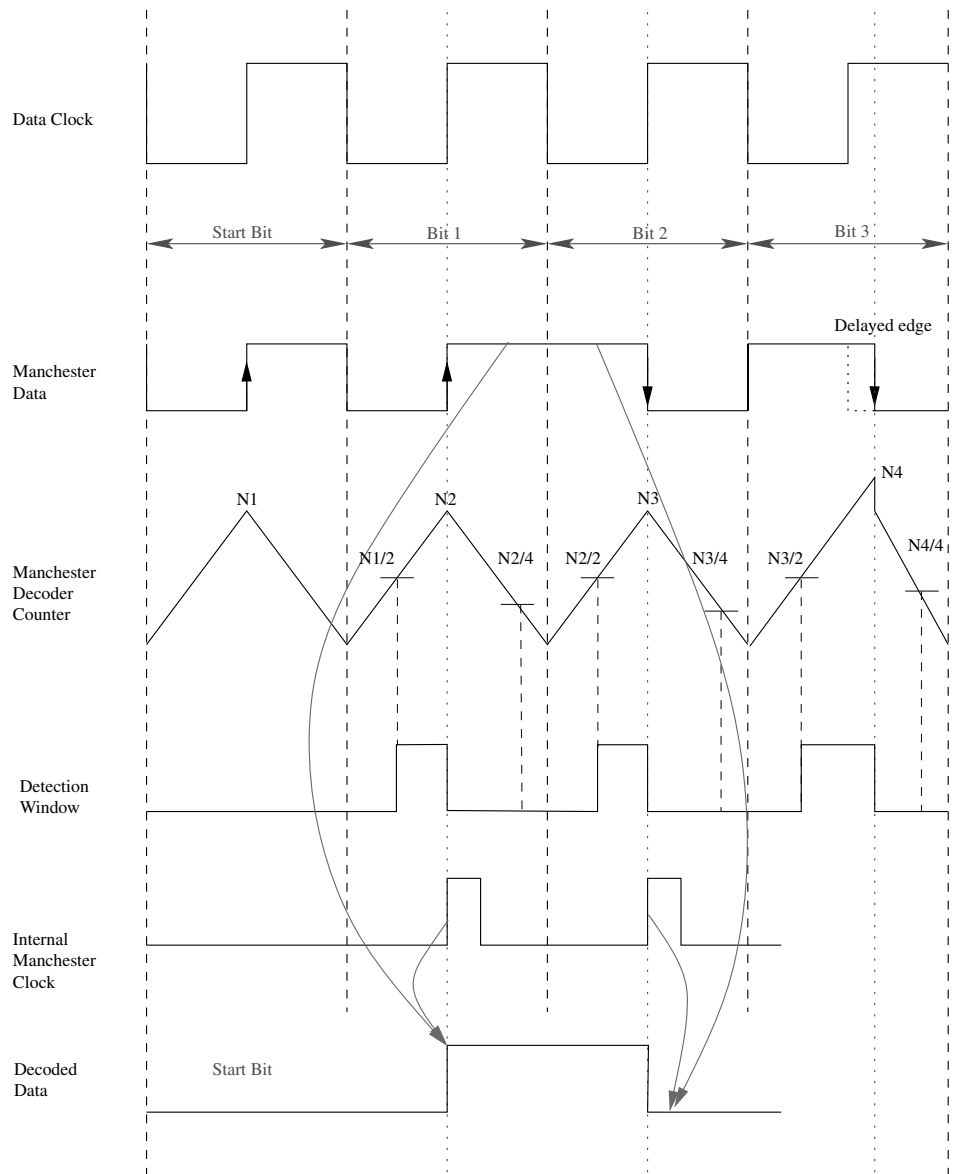 Data Clock
Start Bit
Bit 1
Bit 2
Bit 3
Delayed edge
Manchester
Data
N1
N2
N3
N4
N1/2
N2/4
N2/2
N3/4
N3/2
N4/4
Manchester
Decoder
Counter
Detection
Window
Internal
Manchester
Clock
Decoded
Data
Start Bit